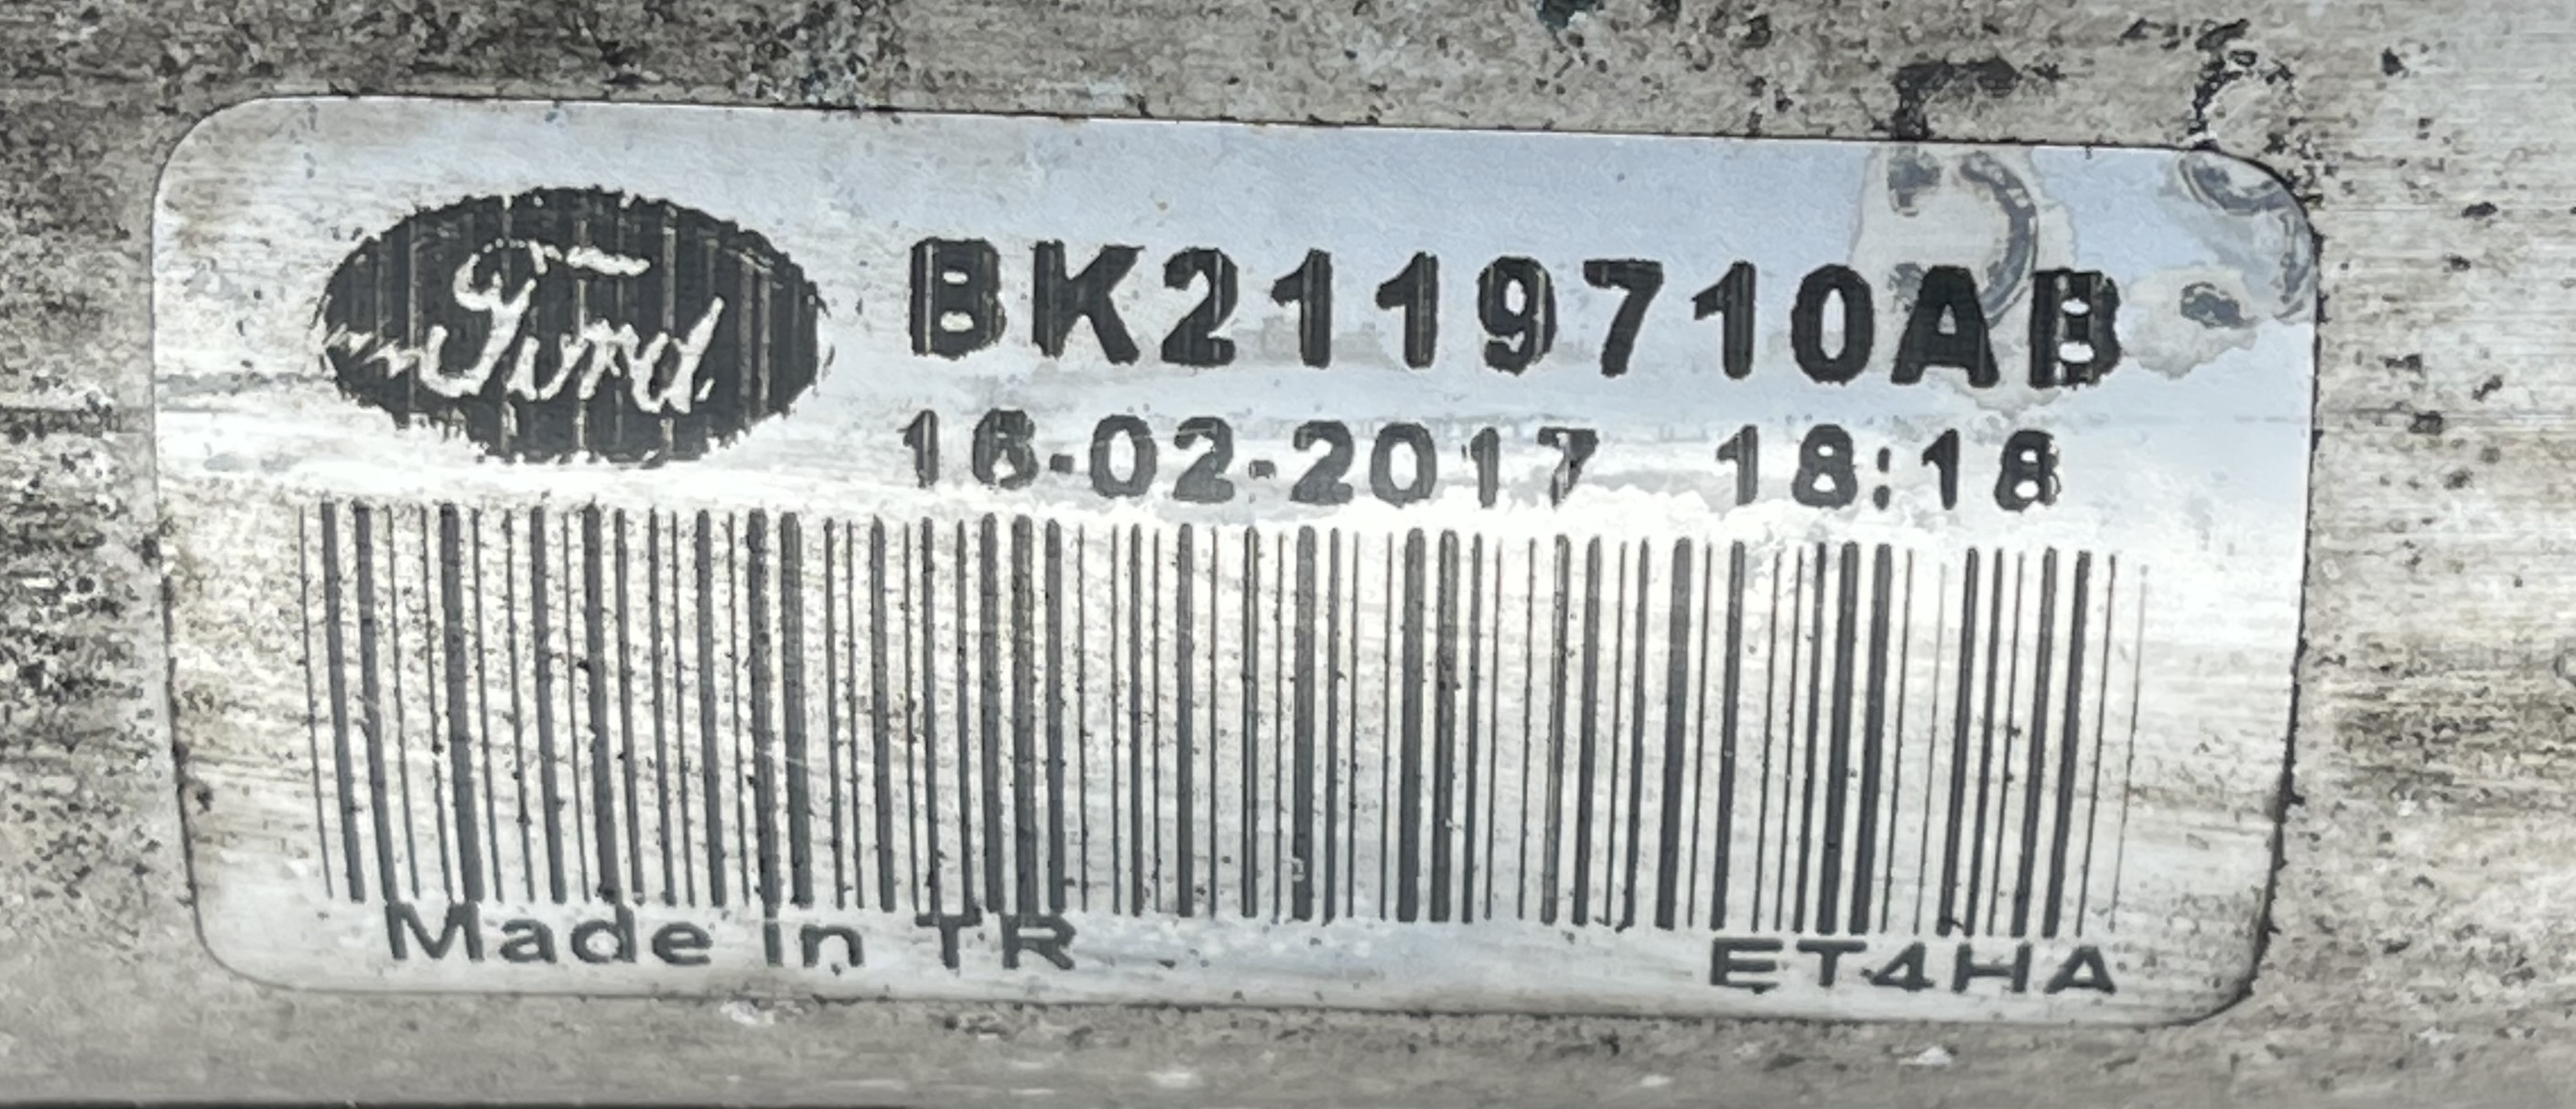 Ford
BK2119710AB
16-02-2017 18:18
Made in TR
ET4HA